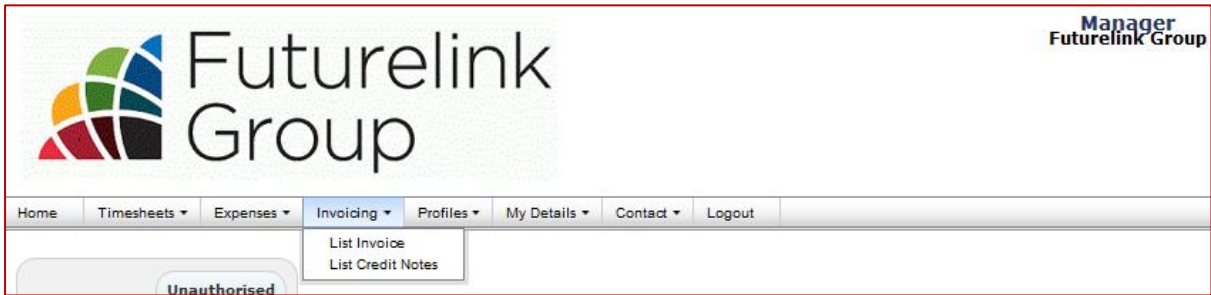 Futurelink
Group
Manager
Futurelink Group
Home Timesheets Expenses Invoicing Profiles My Details Contact Logout
List Invoice
List Credit Notes
Unauthorised